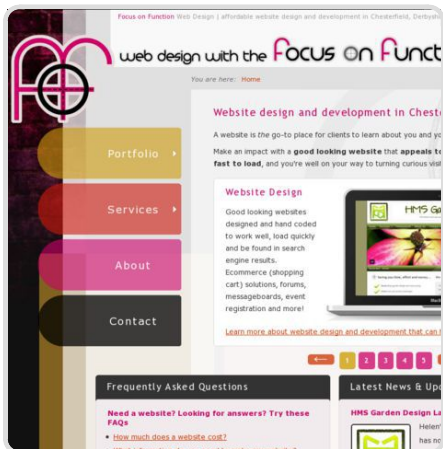 Focus on Function Web Design | affordable website design and development in Chesterfield, Derbyshire
web design with the Focus on Funct
You are here: Home
Portfolio
Services
About
Contact
Website design and development in Chest
A website is the go-to place for clients to learn about you and yo
Make an impact with a good looking website that appeals to
fast to load, and you're well on your way to turning curious visi
Website Design
Good looking websites
designed and hand coded
to work well, load quickly
and be found in search
engine results.
Ecommerce (shopping
cart) solutions, forums,
messageboards, event
registration and more!
HMS Gar
Learn more about website design and development that can h
1 2 3 4 5
Frequently Asked Questions
Need a website? Looking for answers? Try these
FAQs
How much does a website cost?
Latest News & Upd
HMS Garden Design La
Helen'
has no